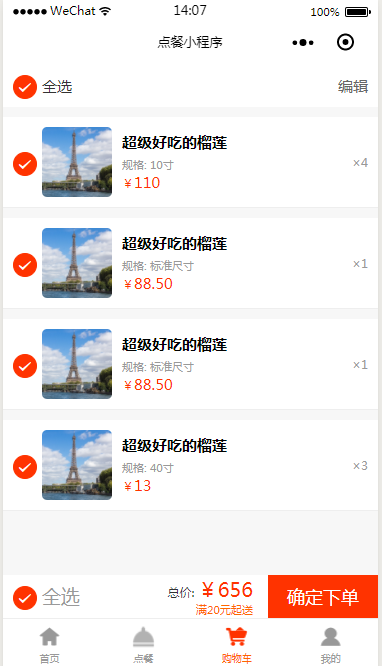 WeChat 14:07 100%
点餐小程序
全选 编辑
超级好吃的榴莲
规格: 10寸 ×4
￥110
超级好吃的榴莲
规格: 标准尺寸 ×1
￥88.50
超级好吃的榴莲
规格: 标准尺寸 ×1
￥88.50
超级好吃的榴莲
规格: 40寸 ×3
￥13
全选 总价: ￥656 确定下单
满20元起送
首页 点餐 购物车 我的